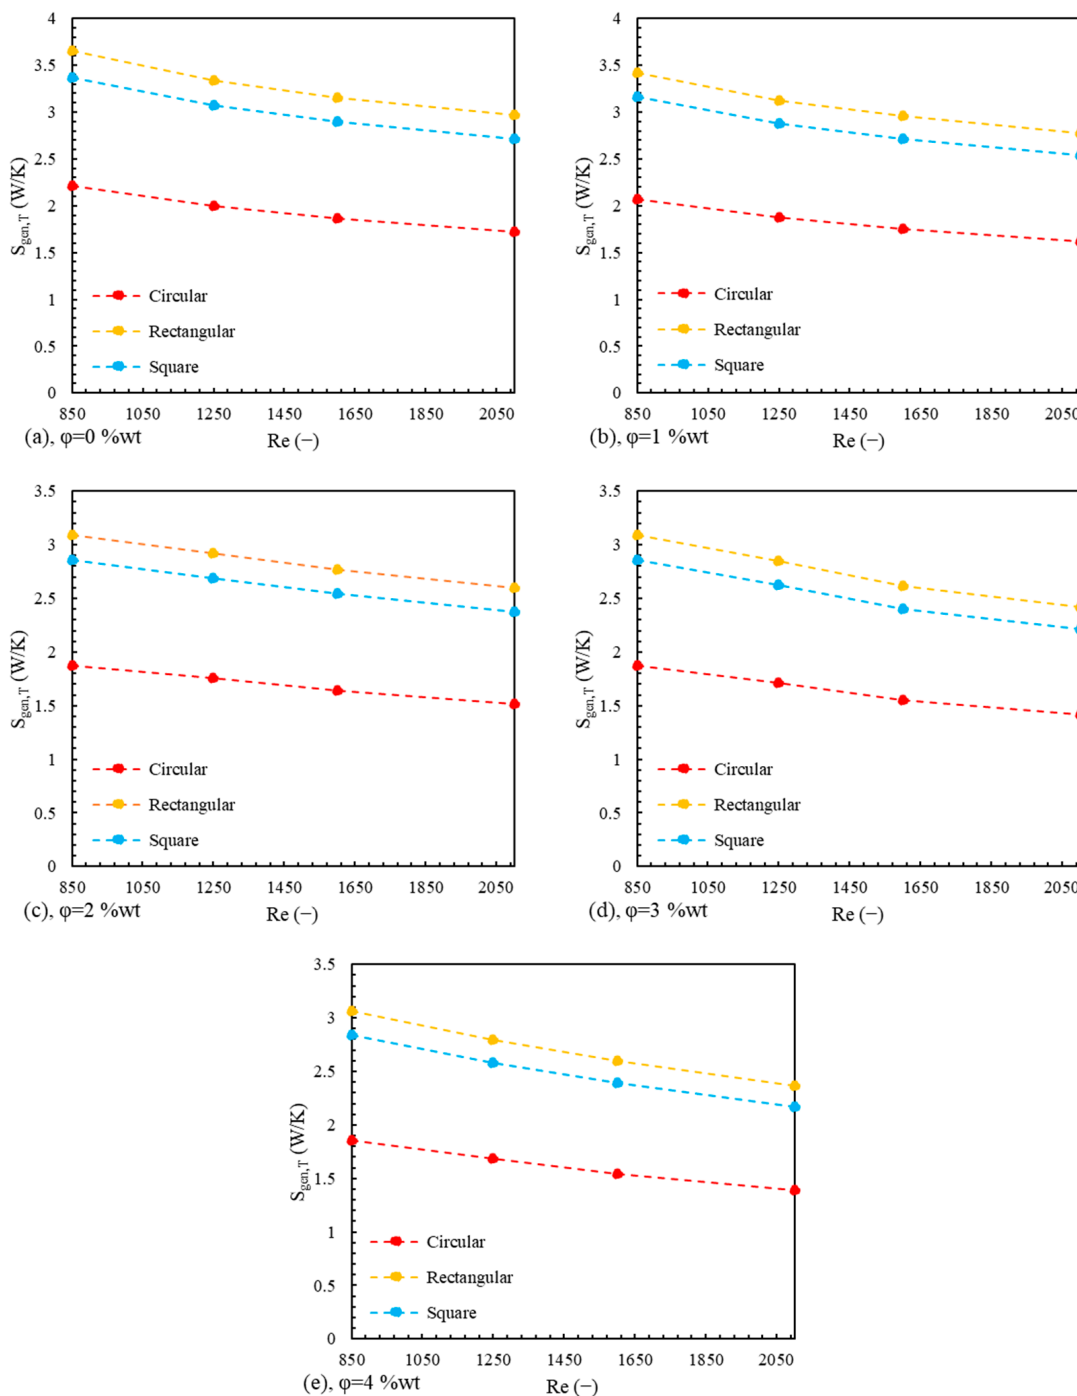 4
3.5
3
2.5
2
1.5
1
0.5
0
S gen,T (W/K)
Circular
Rectangular
Square
850 1050 1250 1450 1650 1850 2050
(a), φ=0 %wt
Re (−)
4
3.5
3
2.5
2
1.5
1
0.5
0
S gen,T (W/K)
Circular
Rectangular
Square
850 1050 1250 1450 1650 1850 2050
(b), φ=1 %wt
Re (−)
3.5
3
2.5
2
1.5
1
0.5
0
S gen,T (W/K)
Circular
Rectangular
Square
850 1050 1250 1450 1650 1850 2050
(c), φ=2 %wt
Re (−)
3.5
3
2.5
2
1.5
1
0.5
0
S gen,T (W/K)
Circular
Rectangular
Square
850 1050 1250 1450 1650 1850 2050
(d), φ=3 %wt
Re (−)
3.5
3
2.5
2
1.5
1
0.5
0
S gen,T (W/K)
Circular
Rectangular
Square
850 1050 1250 1450 1650 1850 2050
(e), φ=4 %wt
Re (−)